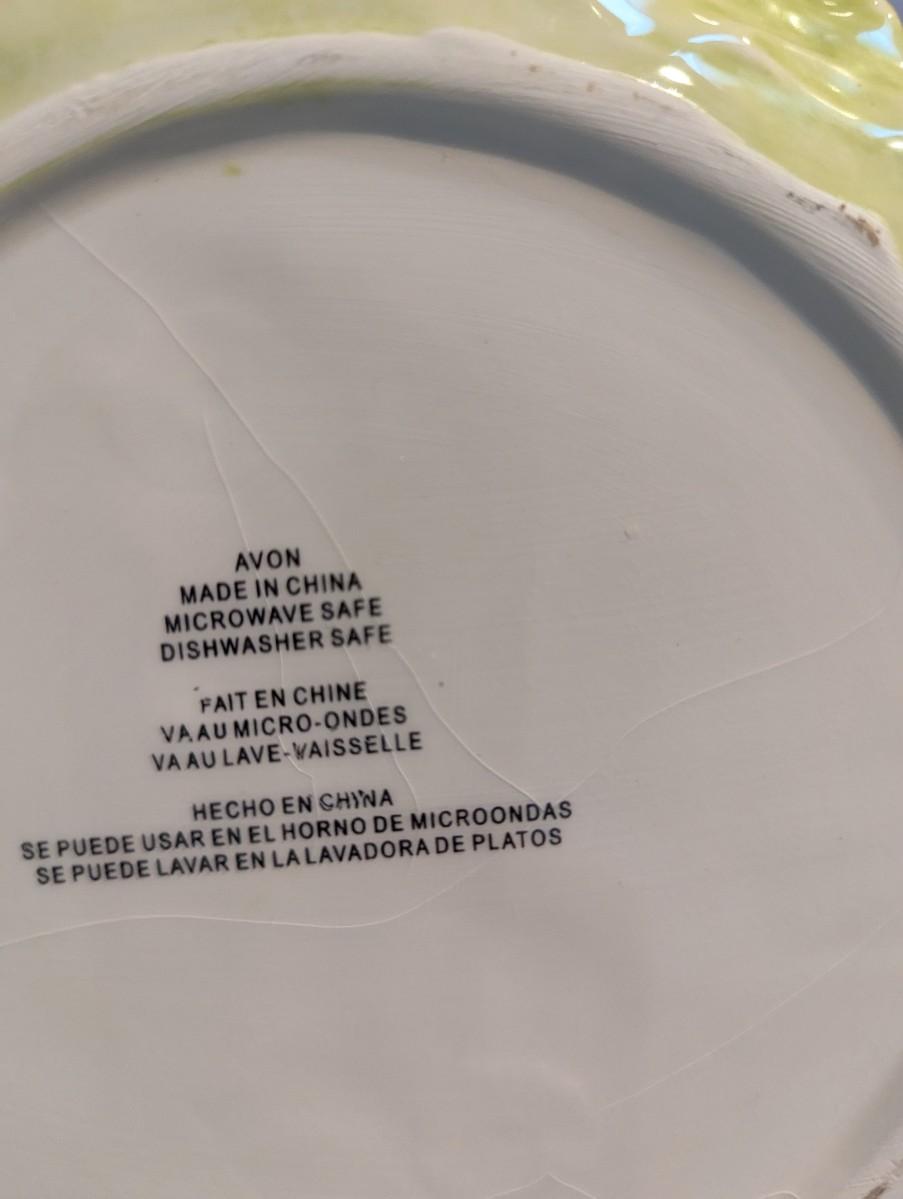 AVON
MADE IN CHINA
MICROWAVE SAFE
DISHWASHER SAFE
FAIT EN CHINE
VA AU MICRO-ONDES
VA AU LAVE-VAISSELLE
HECHO EN CHINA
SE PUEDE USAR EN EL HORNO DE MICROONDAS
SE PUEDE LAVAR EN LA LAVADORA DE PLATOS